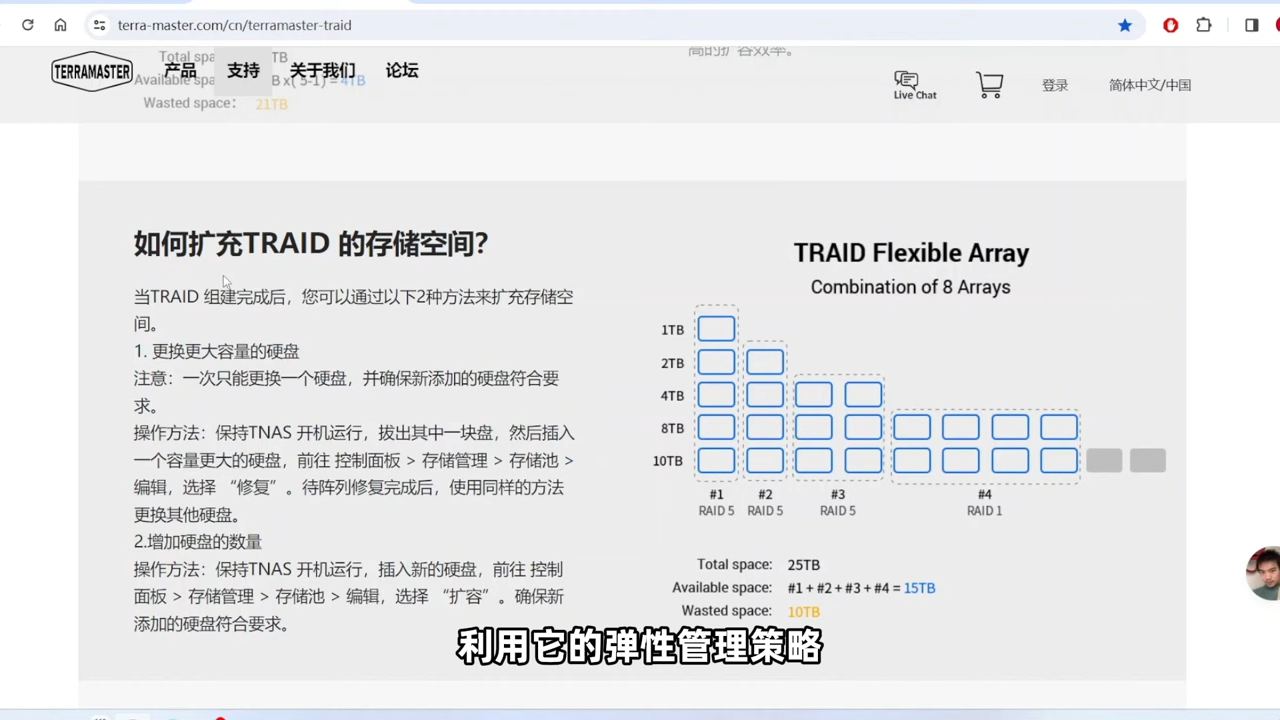 terra-master.com/cn/terramaster-traid
高的扩容效率。
Total spa TB
Available spa B x( 5-1) = 4TB
Wasted space: 21TB
TERRAMASTER
产品 支持 关于我们 论坛
Live Chat
登录
简体中文/中国
如何扩充TRAID 的存储空间?
当TRAID 组建完成后，您可以通过以下2种方法来扩充存储空
间。
1. 更换更大容量的硬盘
注意：一次只能更换一个硬盘，并确保新添加的硬盘符合要
求。
操作方法：保持TNAS 开机运行，拔出其中一块盘，然后插入
一个容量更大的硬盘，前往 控制面板 > 存储管理 > 存储池 >
编辑，选择 “修复”。待阵列修复完成后，使用同样的方法
更换其他硬盘。
2.增加硬盘的数量
操作方法：保持TNAS 开机运行，插入新的硬盘，前往 控制
面板 > 存储管理 > 存储池 > 编辑，选择 “扩容”。确保新
添加的硬盘符合要求。
TRAID Flexible Array
Combination of 8 Arrays
1TB
2TB
4TB
8TB
10TB
#1 #2 #3 #4
RAID 5 RAID 5 RAID 5 RAID 1
Total space: 25TB
Available space: #1 + #2 + #3 + #4 = 15TB
Wasted space: 10TB
利用它的弹性管理策略